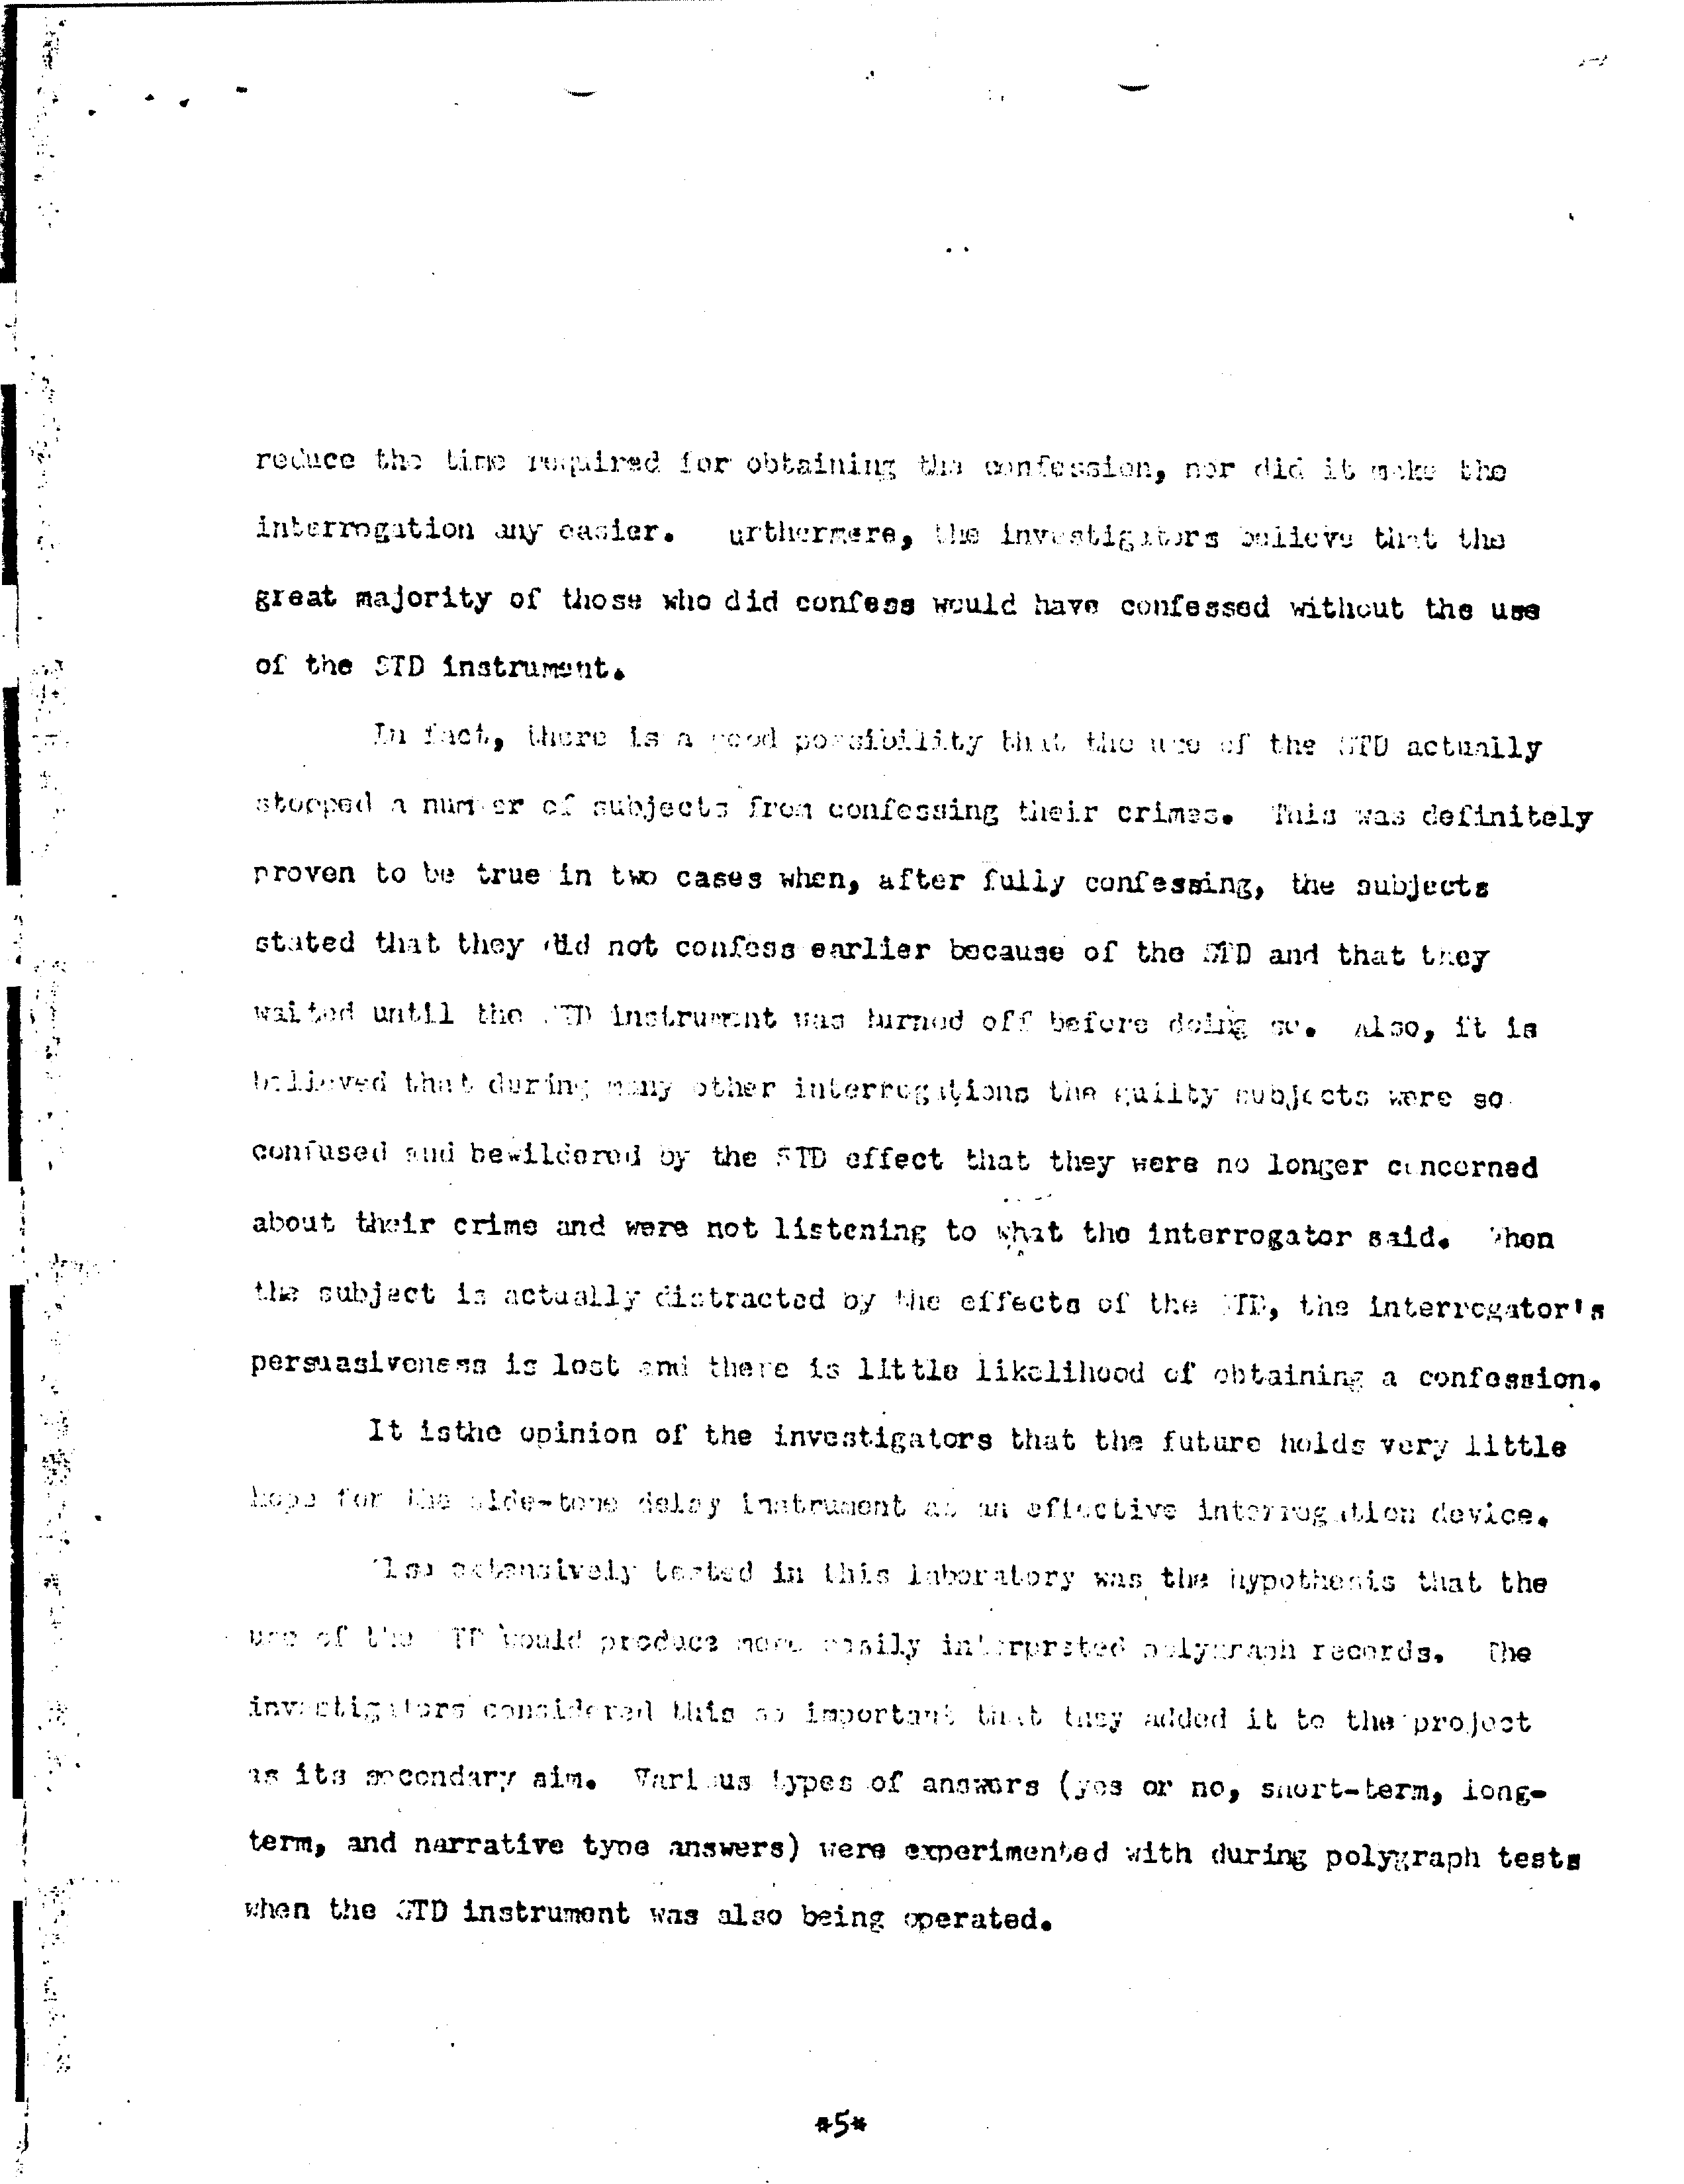 reduce the time required for obtaining the confession, nor did it make the
interrogation any easier. urthermere, the investigators believe that the
great majority of those who did confess would have confessed without the use
of the STD instrument.
In fact, there is a good possibility that the use of the STD actually
stopped a number of subjects from confessing their crimes. This was definitely
proven to be true in two cases when, after fully confessing, the subjects
stated that they did not confess earlier because of the STD and that they
waited until the STD instrument was turned off before doing so. Also, it is
believed that during many other interrogations the guilty subjects were so
confused and bewildered by the STD effect that they were no longer concerned
about their crime and were not listening to what the interrogator said. When
the subject is actually distracted by the effects of the STD, the interrogator's
persuasiveness is lost and there is little likelihood of obtaining a confession.
It isthe opinion of the investigators that the future holds very little
hope for the side-tone delay instrument as an effective interrogation device.
Also extensively tested in this laboratory was the hypothesis that the
use of the STD would produce more easily interpreted polygraph records. The
investigators considered this so important that they added it to the project
as its secondary aim. Various types of answers (yes or no, short-term, long-
term, and narrative type answers) were experimented with during polygraph tests
when the STD instrument was also being operated.
*5*